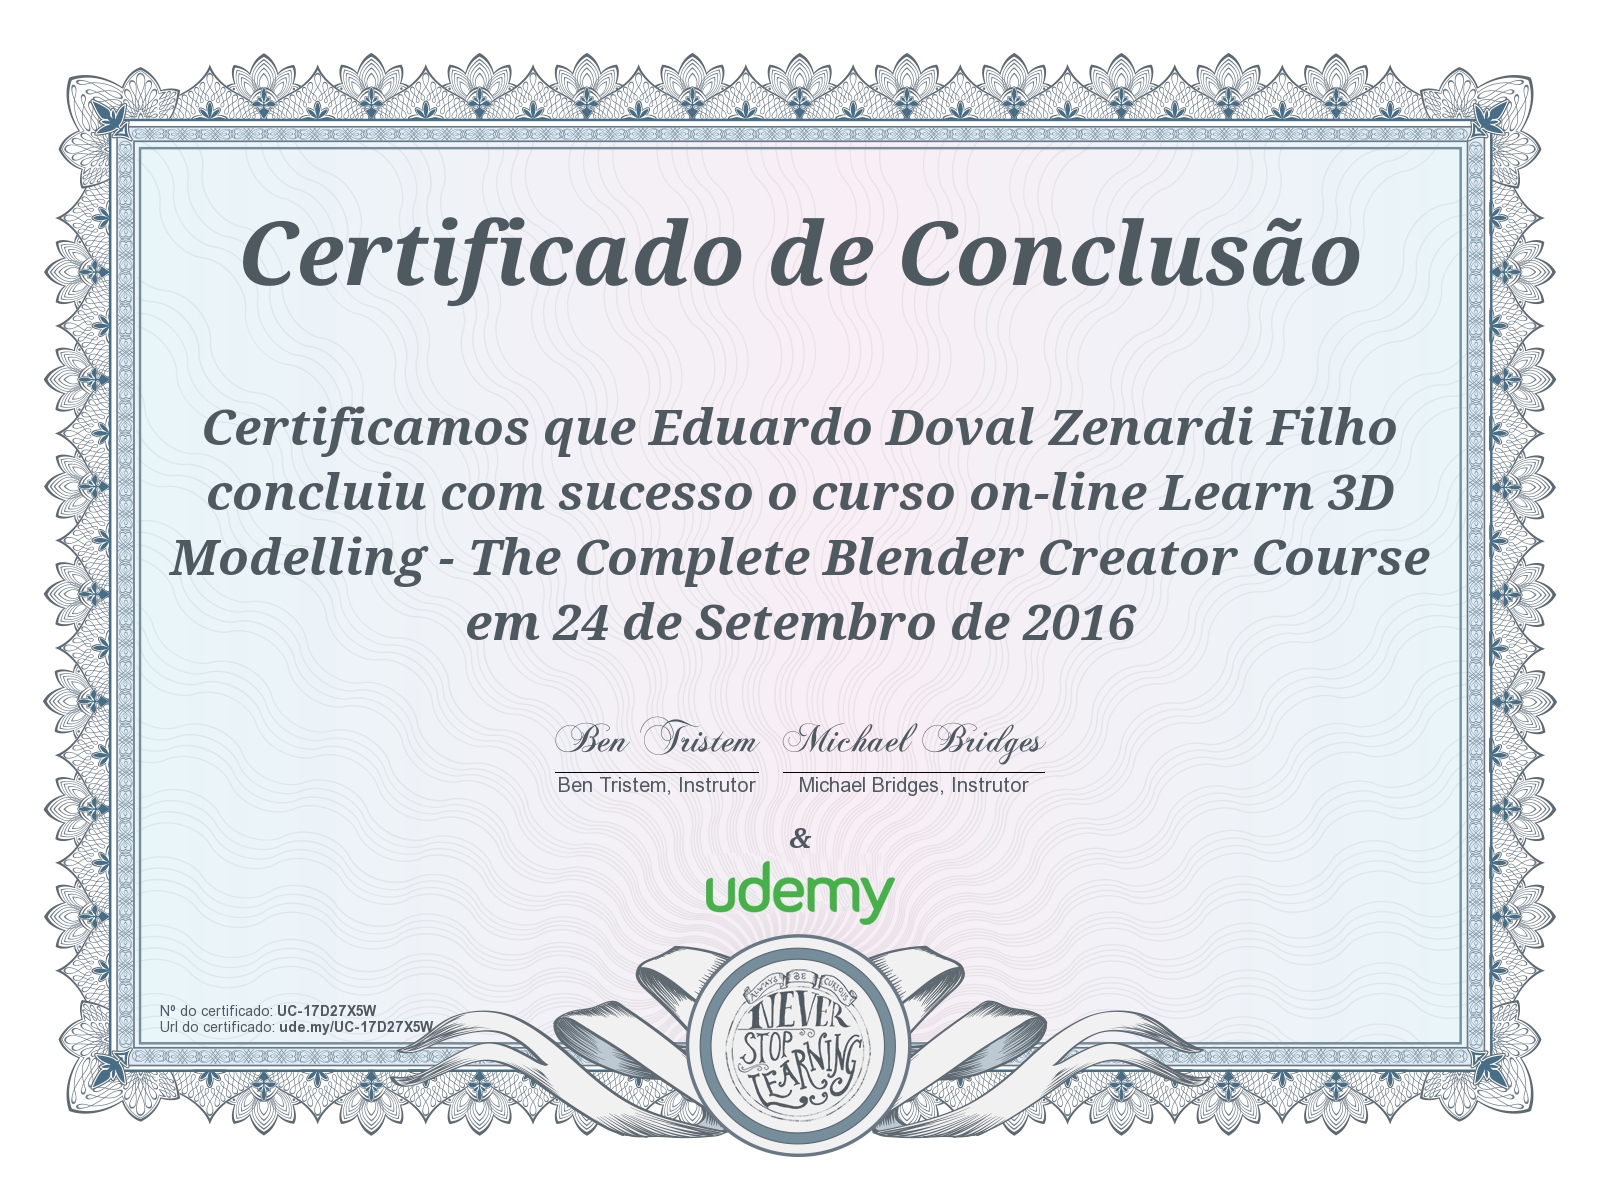 Certificado de Conclusão
Certificamos que Eduardo Doval Zenardi Filho
concluiu com sucesso o curso on-line Learn 3D
Modelling - The Complete Blender Creator Course
em 24 de Setembro de 2016
Ben Tristem Michael Bridges
Ben Tristem, Instrutor Michael Bridges, Instrutor
&
udemy
Nº do certificado: UC-17D27X5W
Url do certificado: ude.my/UC-17D27X5W
ALWAYS BE CURIOUS
NEVER
STOP
LEARNING